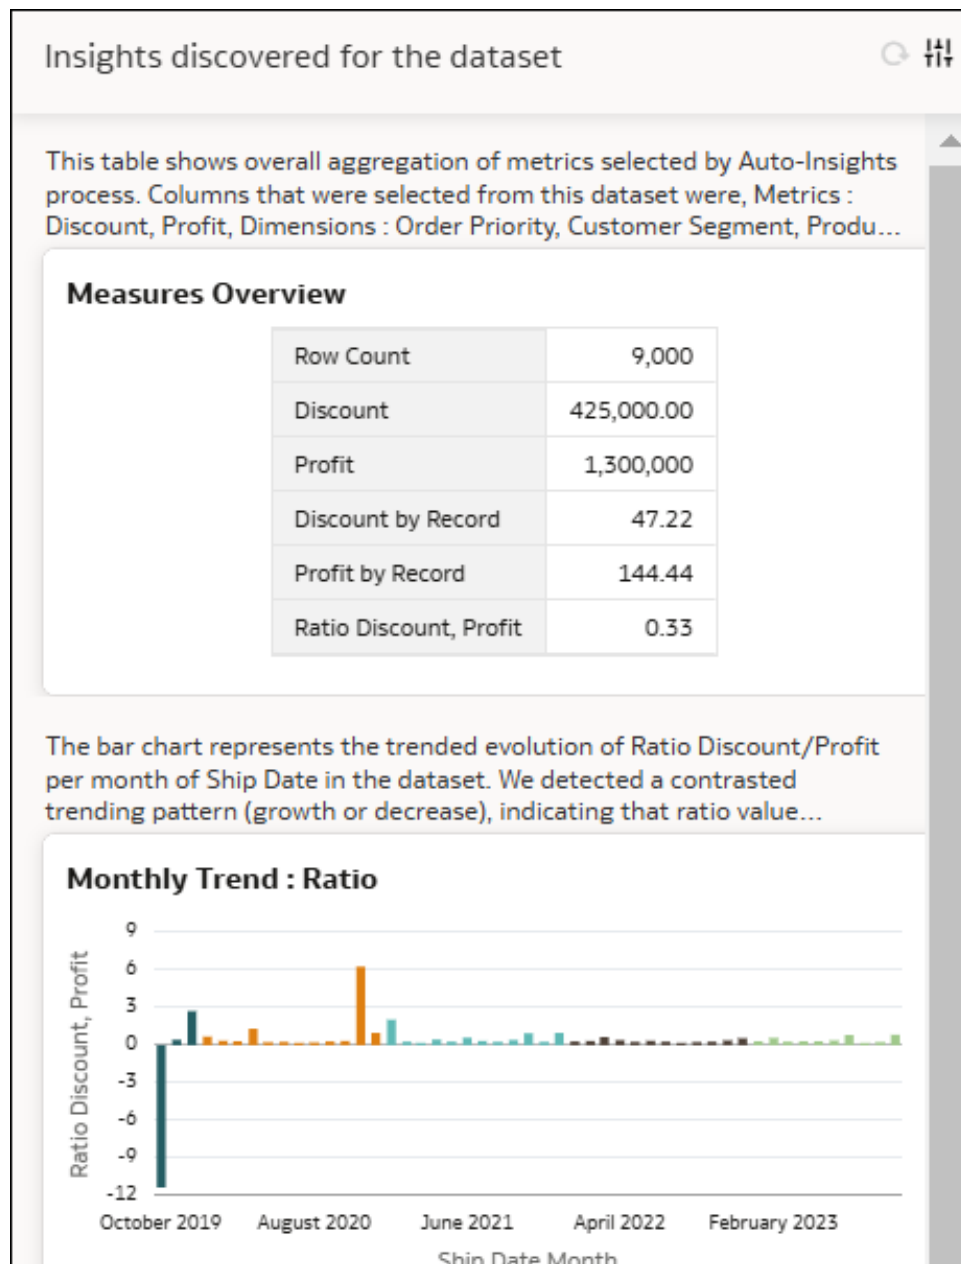 Insights discovered for the dataset
This table shows overall aggregation of metrics selected by Auto-Insights
process. Columns that were selected from this dataset were, Metrics :
Discount, Profit, Dimensions : Order Priority, Customer Segment, Produ...
Measures Overview
Row Count 9,000
Discount 425,000.00
Profit 1,300,000
Discount by Record 47.22
Profit by Record 144.44
Ratio Discount, Profit 0.33
The bar chart represents the trended evolution of Ratio Discount/Profit
per month of Ship Date in the dataset. We detected a contrasted
trending pattern (growth or decrease), indicating that ratio value...
Monthly Trend : Ratio
Ratio Discount, Profit
9
6
3
0
-3
-6
-9
-12
October 2019 August 2020 June 2021 April 2022 February 2023
Ship Date Month